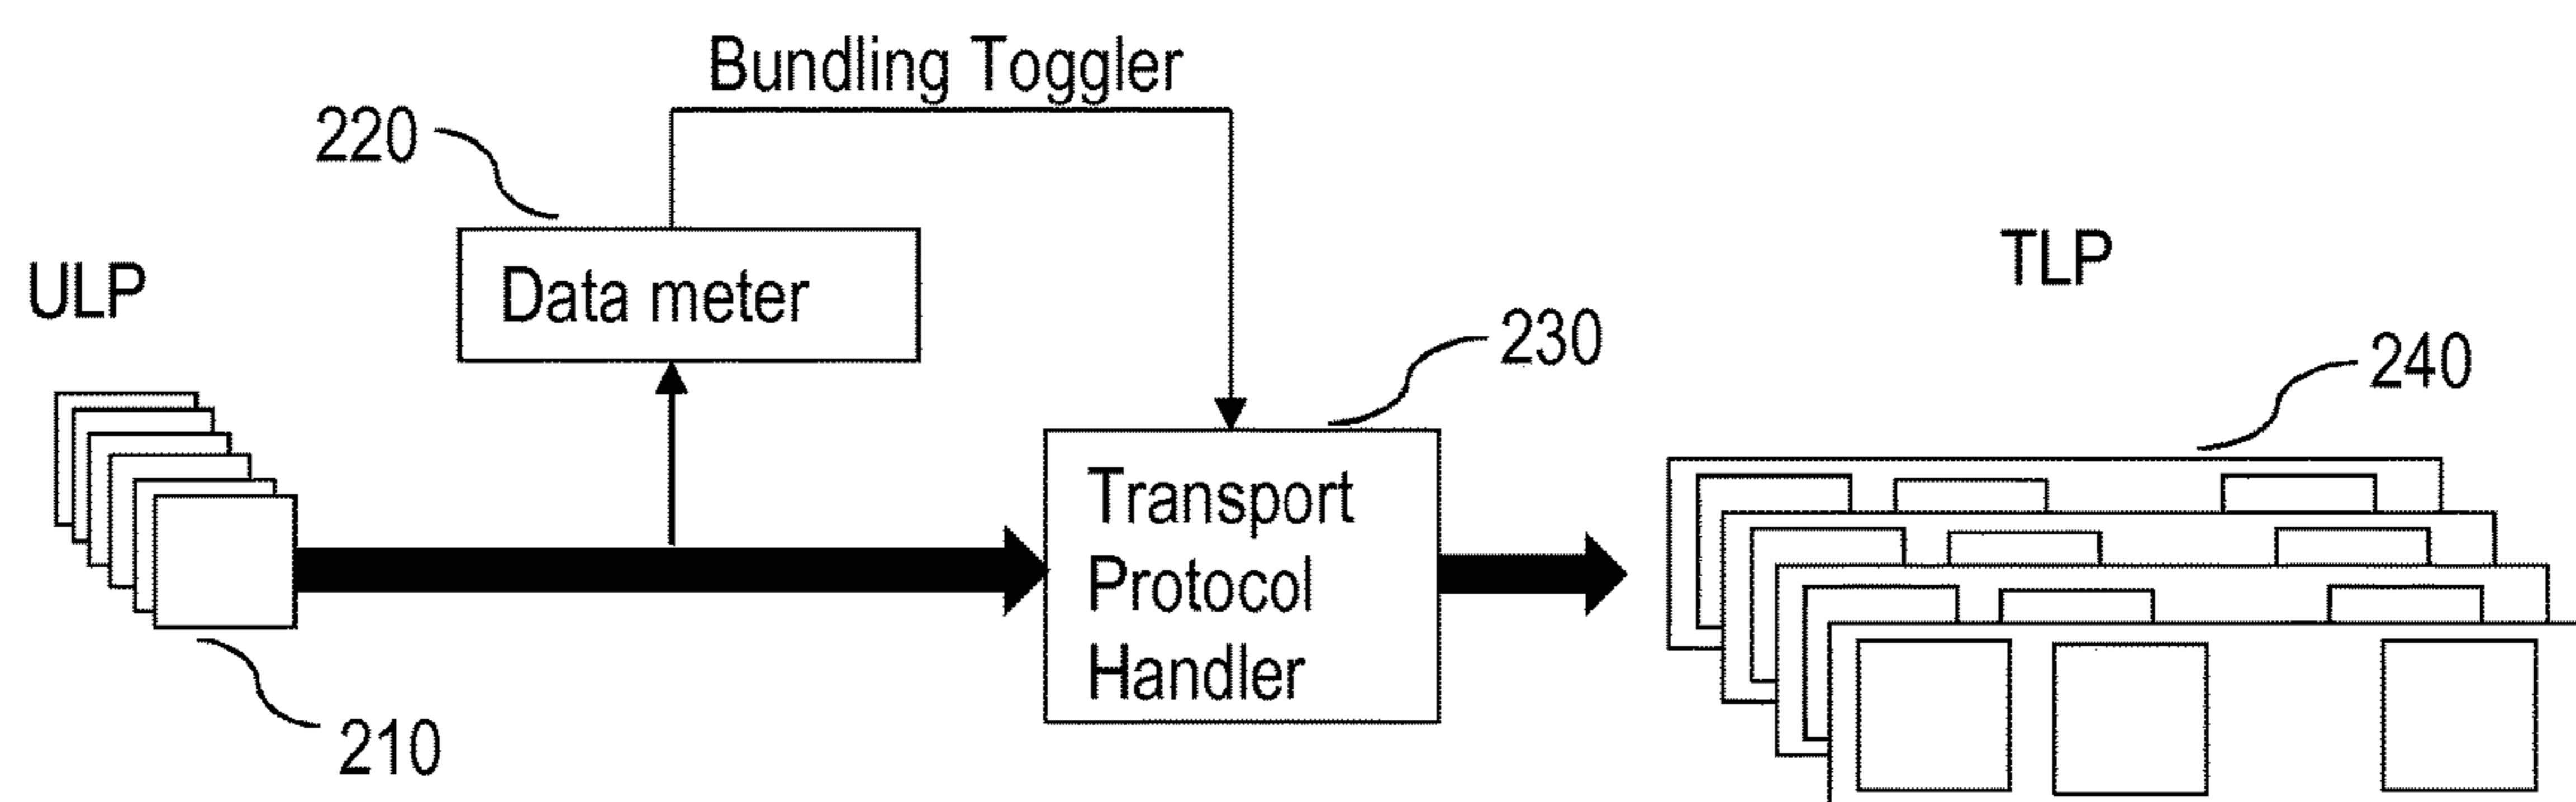 Bundling Toggler
220
ULP
Data meter
TLP
230
240
Transport
Protocol
Handler
210